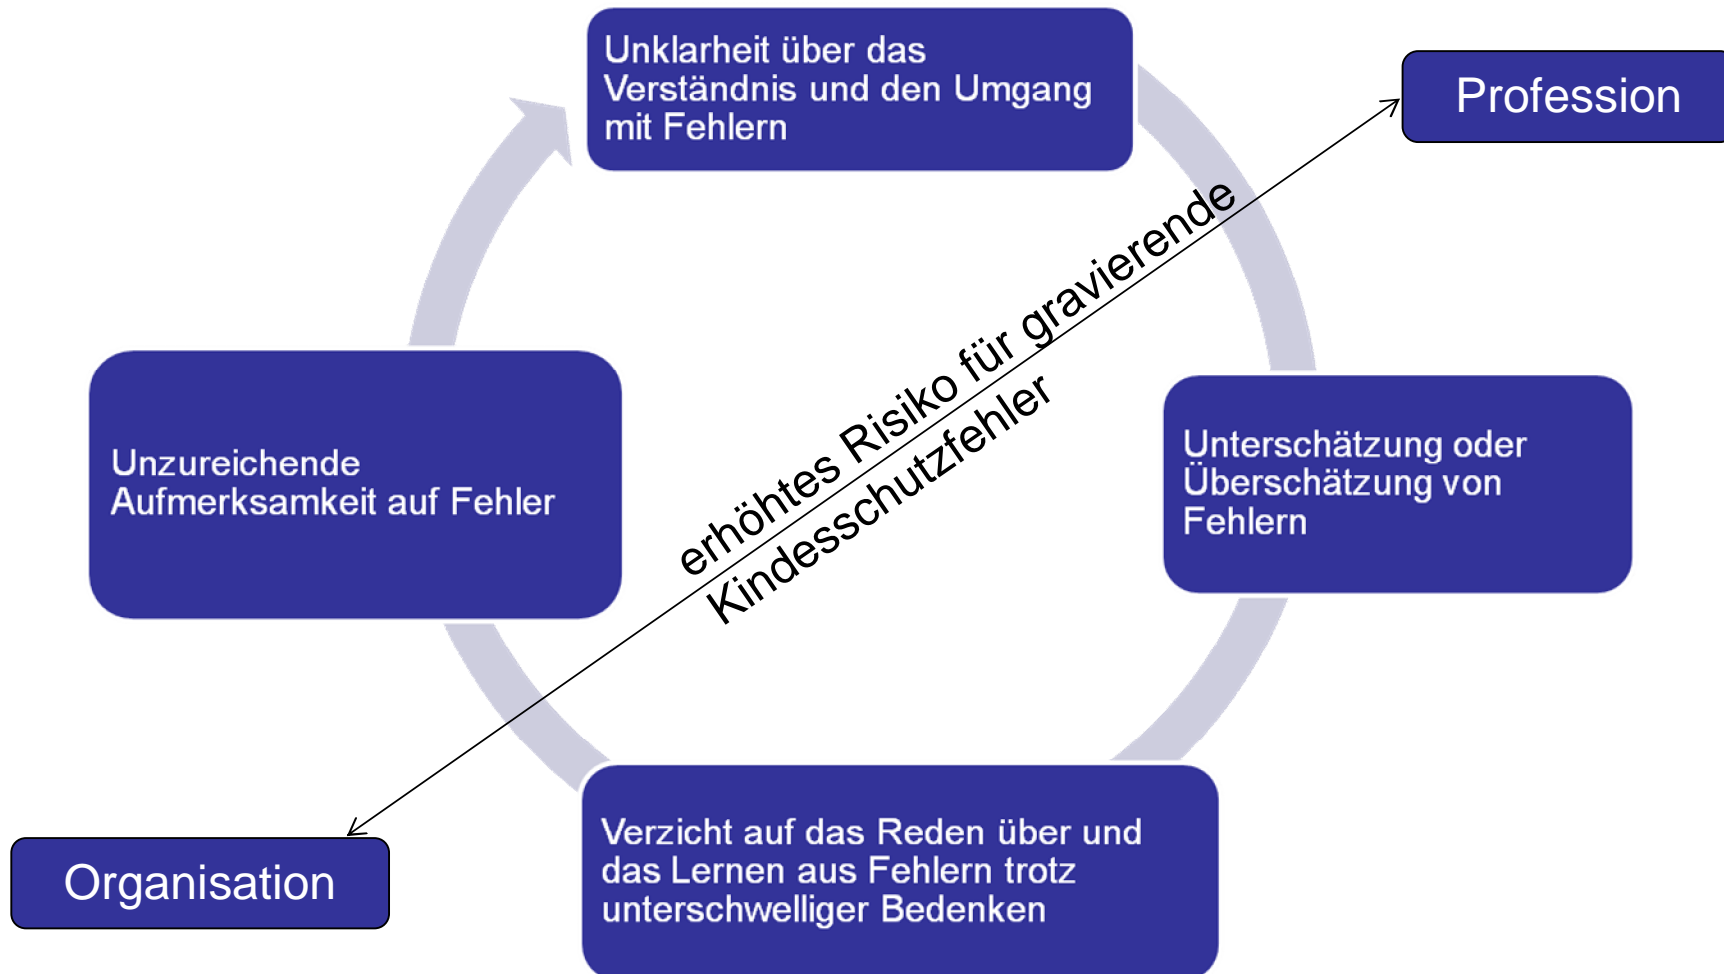 Unklarheit über das
Verständnis und den Umgang
mit Fehlern
Profession
erhöhtes Risiko für gravierende
Kindesschutzfehler
Unzureichende
Aufmerksamkeit auf Fehler
Unterschätzung oder
Überschätzung von
Fehlern
Verzicht auf das Reden über und
das Lernen aus Fehlern trotz
unterschwelliger Bedenken
Organisation